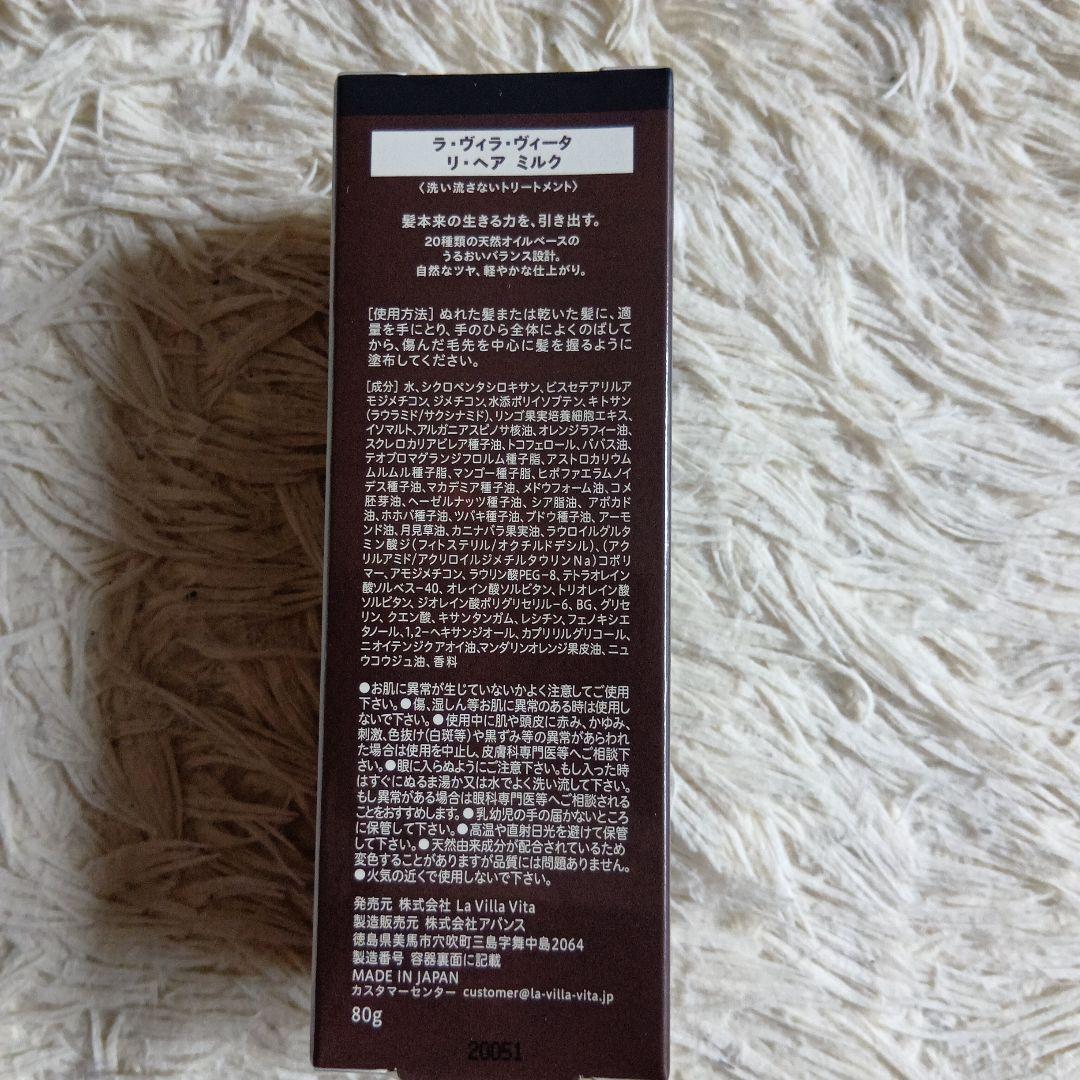 ラ・ヴィラ・ヴィータ
リ・ヘア ミルク
〈洗い流さないトリートメント〉
髪本来の生きる力を、引き出す。
20種類の天然オイルベースの
うるおいバランス設計。
自然なツヤ、軽やかな仕上がり。
[使用方法] ぬれた髪または乾いた髪に、適
量を手にとり、手のひら全体によくのばして
から、傷んだ毛先を中心に髪を握るように
塗布してください。
[成分] 水、シクロペンタシロキサン、ビスセテアリルア
モジメチコン、ジメチコン、水添ポリイソブテン、キトサン
(ラウラミド/サクシナミド)、リンゴ果実培養細胞エキス、
イソマルト、アルガニアスピノサ核油、オレンジラフィー油、
スクレロカリアビレア種子油、トコフェロール、ババス油、
テオブロマグランジフロルム種子脂、アストロカリウム
ムルムル種子脂、マンゴー種子脂、ヒポファエラムノイ
デス種子油、マカデミア種子油、メドウフォーム油、コメ
胚芽油、ヘーゼルナッツ種子油、シア脂油、アボカド
油、ホホバ種子油、ツバキ種子油、ブドウ種子油、アーモ
ンド油、月見草油、カニナバラ果実油、ラウロイルグルタ
ミン酸ジ(フィトステリル/オクチルドデシル)、(アク
リルアミド/アクリロイルジメチルタウリンNa)コポリ
マー、アモジメチコン、ラウリン酸PEG-8、テトラオレイン
酸ソルベス-40、オレイン酸ソルビタン、トリオレイン酸
ソルビタン、ジオレイン酸ポリグリセリル-6、BG、グリセ
リン、クエン酸、キサンタンガム、レシチン、フェノキシエ
タノール、1,2-ヘキサンジオール、カプリリルグリコール、
ニオイテンジクアオイ油、マンダリンオレンジ果皮油、ニュ
ウコウジュ油、香料
●お肌に異常が生じていないかよく注意してご使用
下さい。●傷、湿しん等お肌に異常のある時は使用し
ないで下さい。●使用中に肌や頭皮に赤み、かゆみ、
刺激、色抜け(白斑等)や黒ずみ等の異常があらわれ
た場合は使用を中止し、皮膚科専門医等へご相談下
さい。●眼に入らぬようにご注意下さい。もし入った時
はすぐにぬるま湯か又は水でよく洗い流して下さい。
もし異常がある場合は眼科専門医等へご相談される
ことをおすすめします。●乳幼児の手の届かないところ
に保管して下さい。●高温や直射日光を避けて保管
して下さい。●天然由来成分が配合されているため
変色することがありますが品質には問題ありません。
●火気の近くで使用しないで下さい。
発売元 株式会社 La Villa Vita
製造販売元 株式会社アバンス
徳島県美馬市穴吹町三島字舞中島2064
製造番号 容器裏面に記載
MADE IN JAPAN
カスタマーセンター customer@la-villa-vita.jp
80g
20051